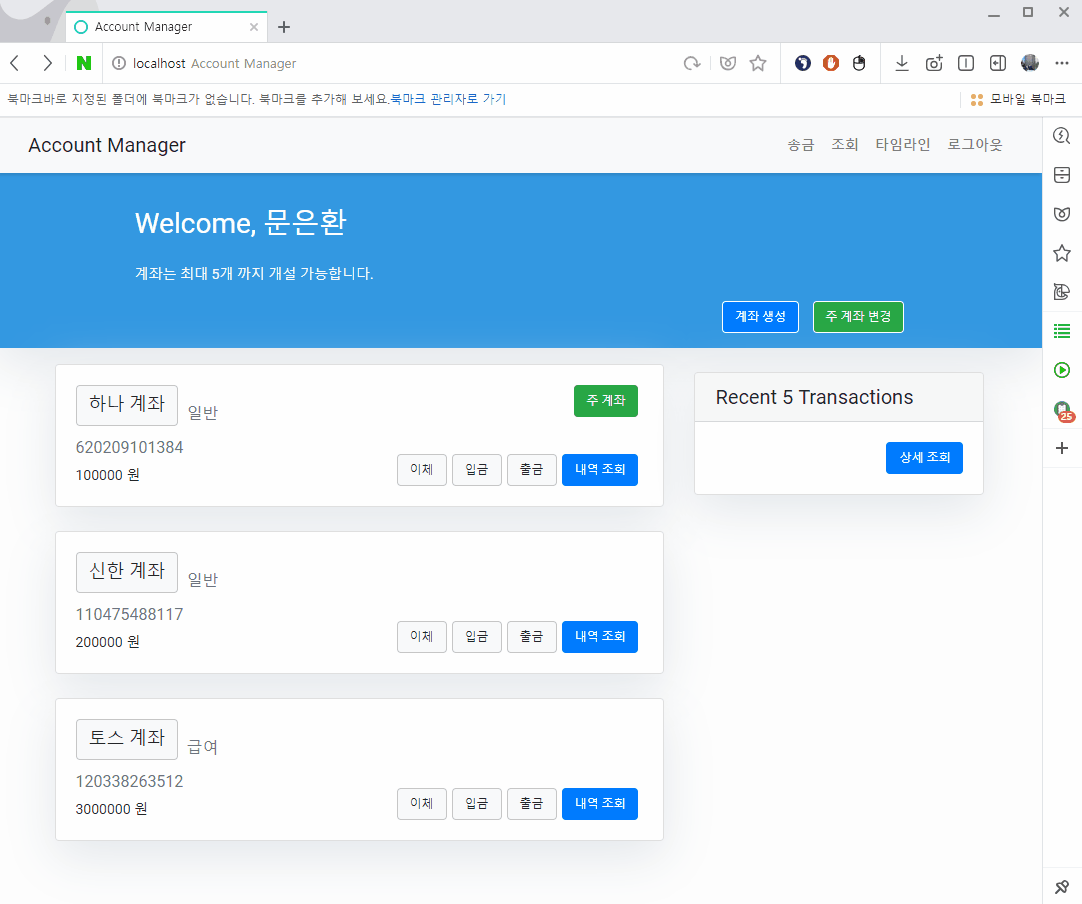 Account Manager
N localhost Account Manager
북마크바로 지정된 폴더에 북마크가 없습니다. 북마크를 추가해 보세요.북마크 관리자로 가기 모바일 북마크
Account Manager 송금 조회 타임라인 로그아웃
Welcome, 문은환
계좌는 최대 5개 까지 개설 가능합니다.
계좌 생성 주 계좌 변경
하나 계좌 일반 주 계좌
620209101384
100000 원 이체 입금 출금 내역 조회
신한 계좌 일반
110475488117
200000 원 이체 입금 출금 내역 조회
토스 계좌 급여
120338263512
3000000 원 이체 입금 출금 내역 조회
Recent 5 Transactions
상세 조회
25